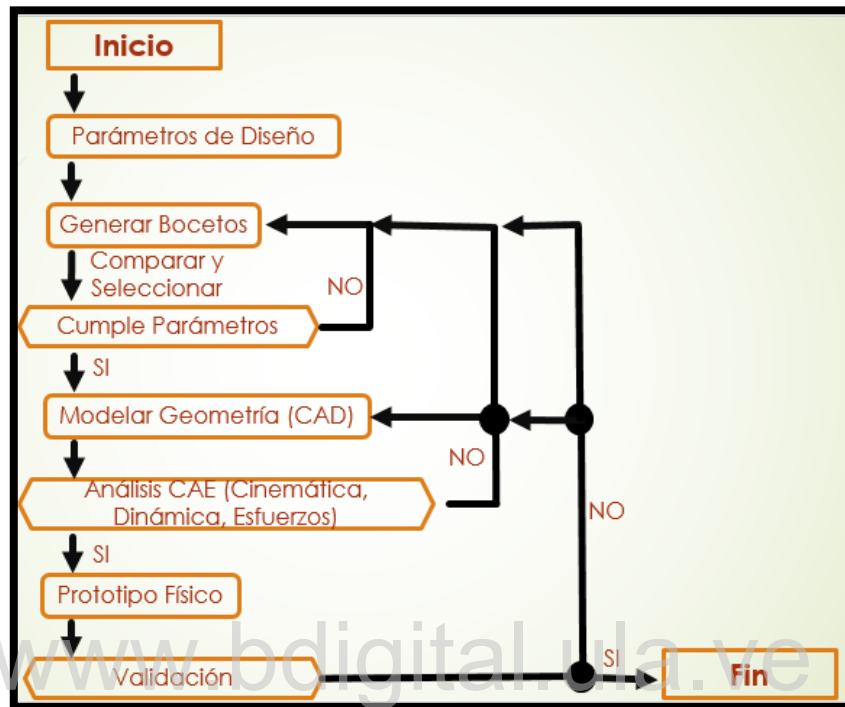 Inicio
Parámetros de Diseño
Generar Bocetos
Comparar y
Seleccionar
NO
Cumple Parámetros
SI
Modelar Geometría (CAD)
NO
Análisis CAE (Cinemática,
Dinámica, Esfuerzos)
NO
SI
Prototipo Físico
www.bdigital.ula.ve
Validación
SI
Fin